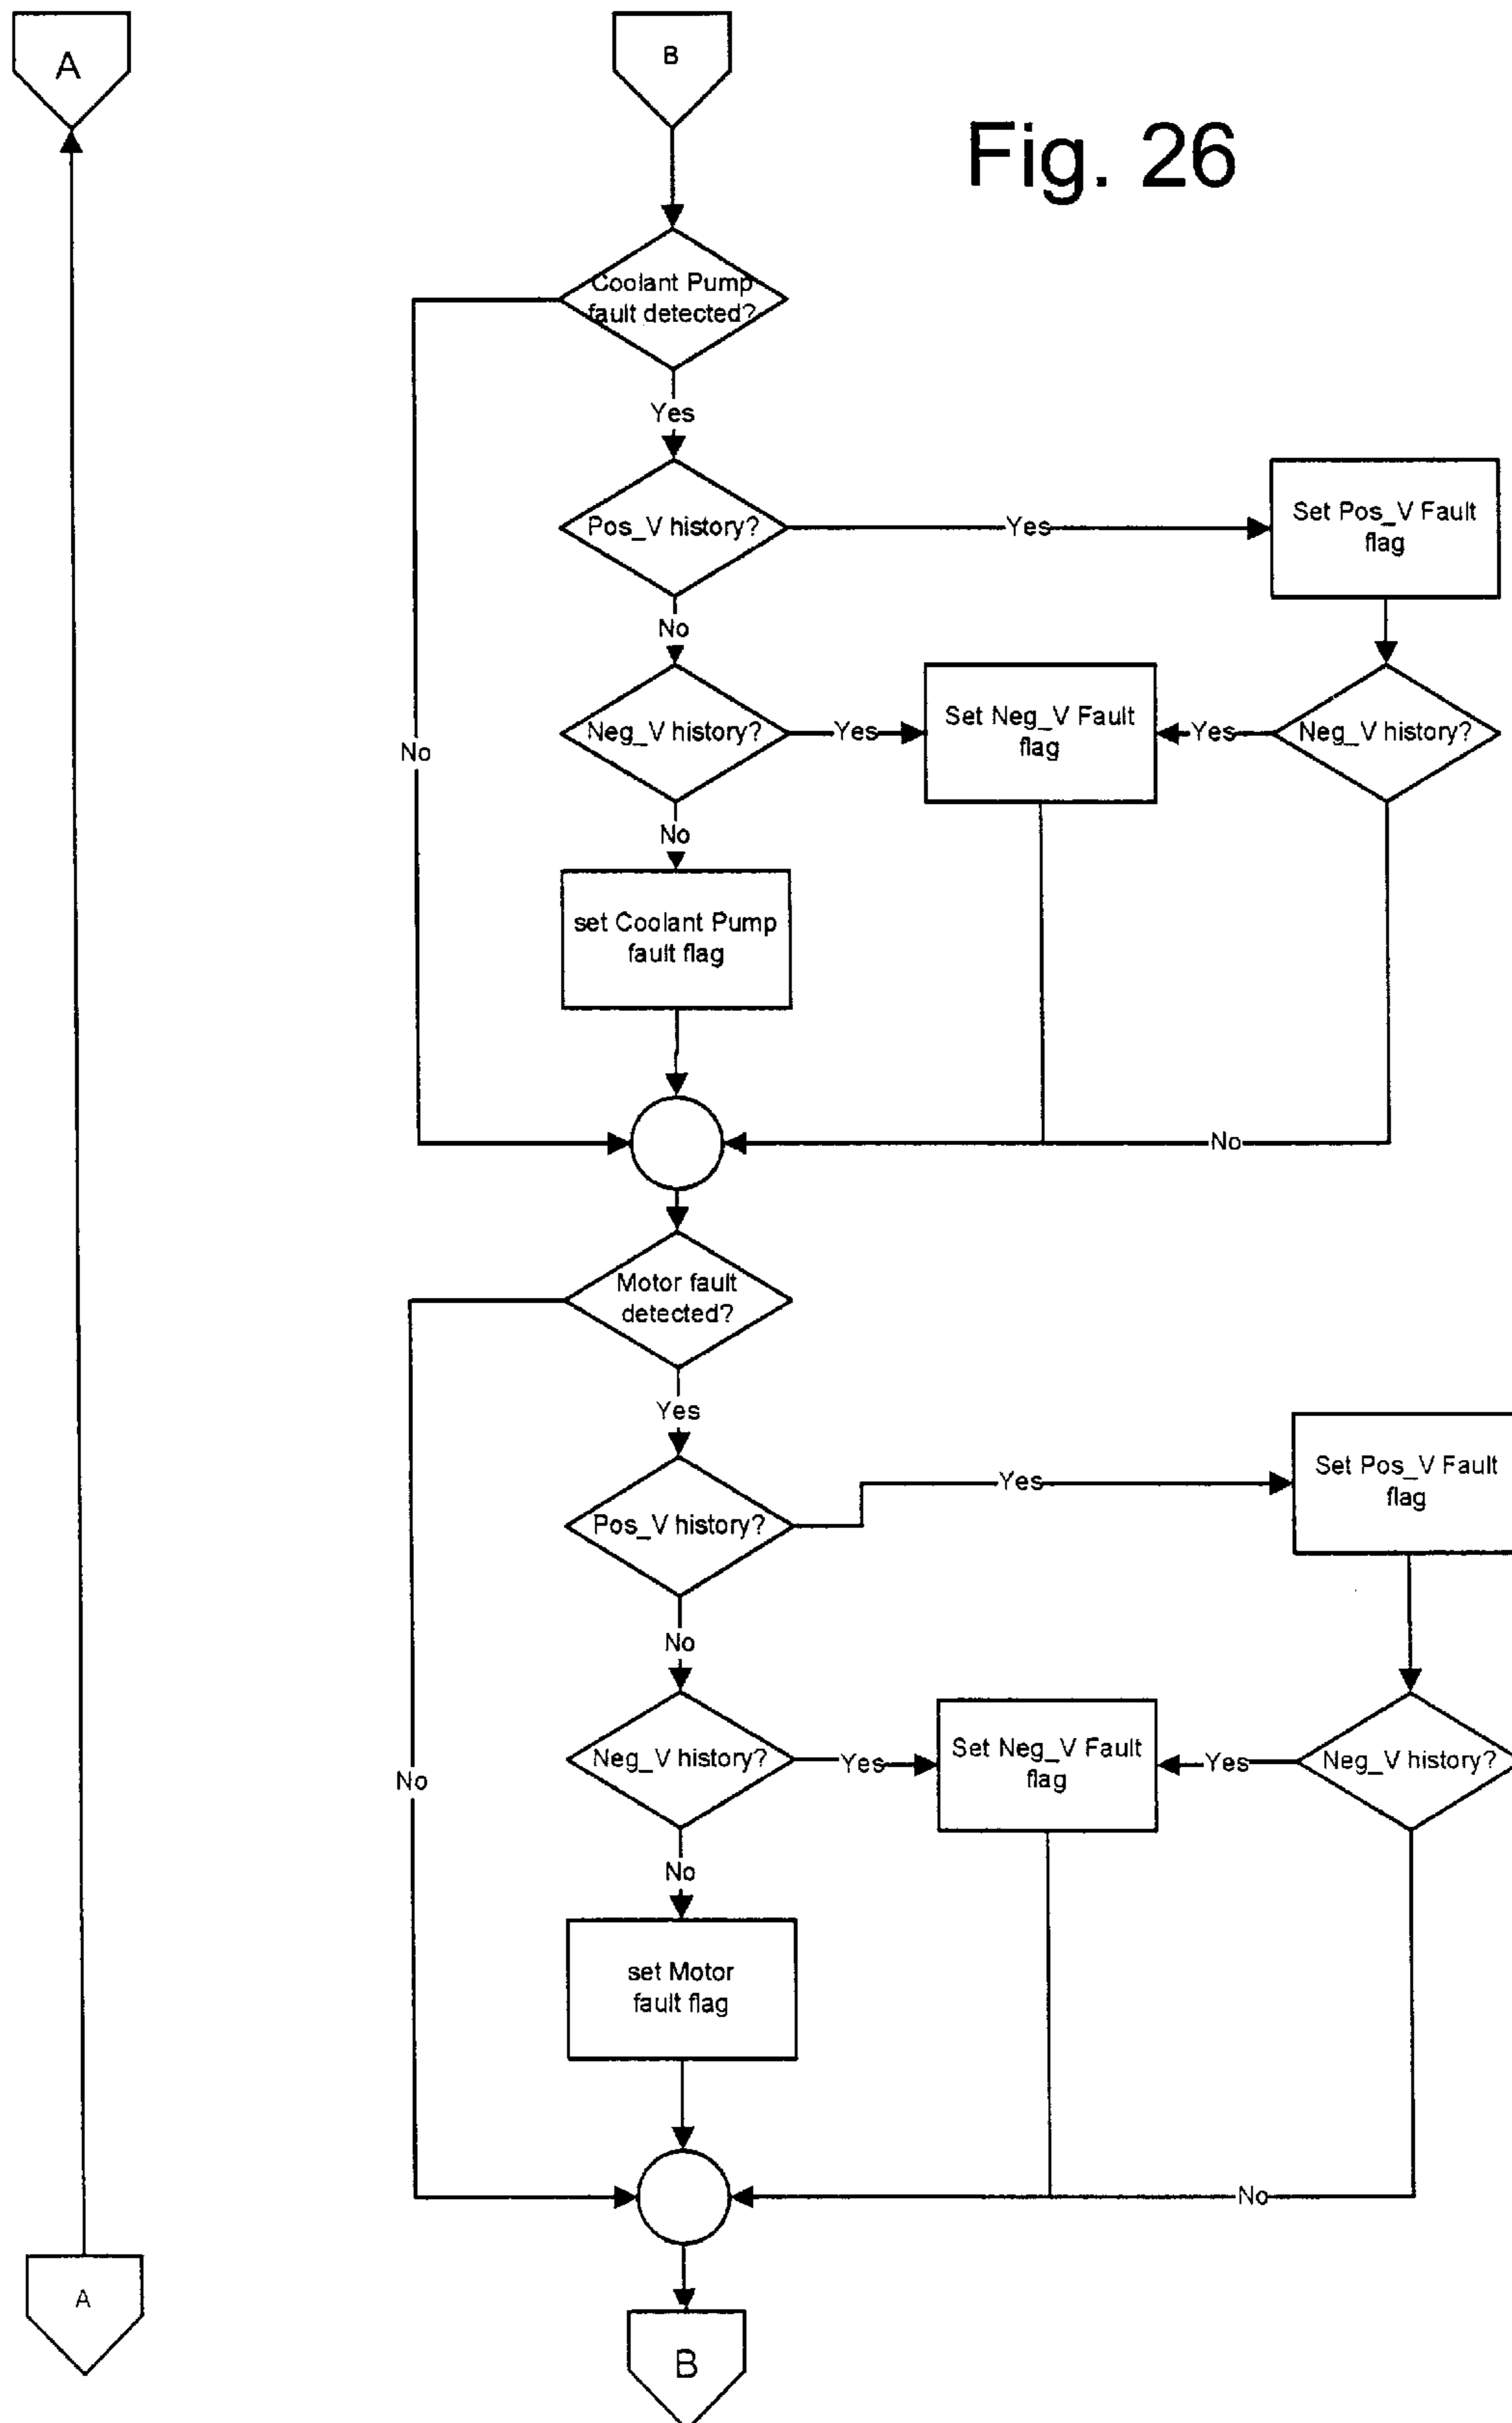 A
B
Fig. 26
Coolant Pump
fault detected?
Yes
Pos_V history?
Yes
Set Pos_V Fault
flag
No
Neg_V history?
Yes
Set Neg_V Fault
flag
Yes
Neg_V history?
No
No
set Coolant Pump
fault flag
No
Motor fault
detected?
Yes
Pos_V history?
Yes
Set Pos_V Fault
flag
No
Neg_V history?
Yes
Set Neg_V Fault
flag
Yes
Neg_V history?
No
No
set Motor
fault flag
No
A
B